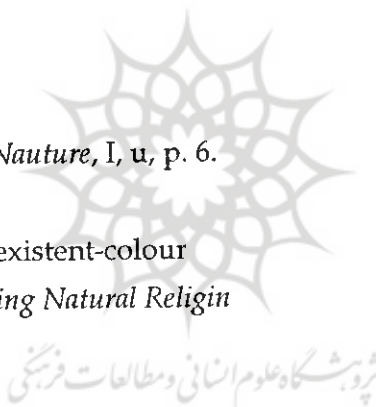 Nauture, I, u, p. 6.
existent-colour
ing Natural Religin
پژوهشگاه علوم انسانی و مطالعات فرهنگی